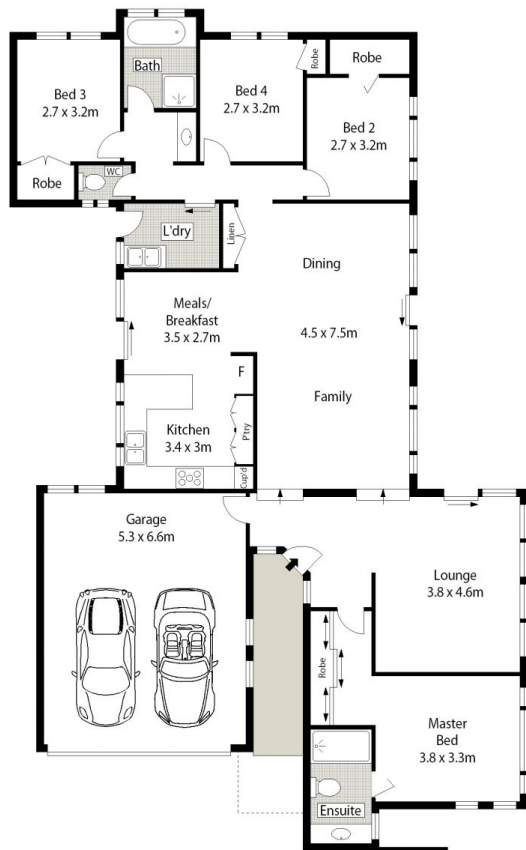 Bed 3
2.7 x 3.2m
Robe
Bath
WC
Bed 4
2.7 x 3.2m
Robe
Robe
Bed 2
2.7 x 3.2m
L'dry
Linen
Dining
4.5 x 7.5m
Family
Meals/
Breakfast
3.5 x 2.7m
F
P'try
Kitchen
3.4 x 3m
Cup'd
Garage
5.3 x 6.6m
Lounge
3.8 x 4.6m
Robe
Master
Bed
3.8 x 3.3m
Ensuite